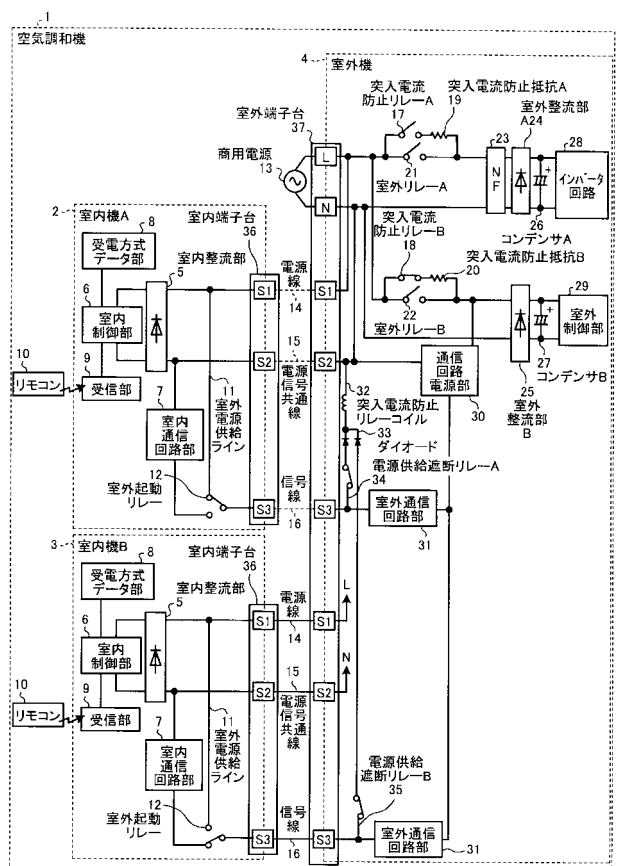 1
空気調和機
4
室外機
突入電流
防止リレーA
17
突入電流防止抵抗A
19
室外整流部
A24
室外端子台
37
23
28
商用電源
13
L
N
21
室外リレーA
NF
インバータ
回路
26
コンデンサA
突入電流
防止リレーB
18
突入電流防止抵抗B
20
2
室内機A
8
室内端子台
受電方式
データ部
5
室内整流部
36
電源線
14
S1
S1
22
室外リレーB
29
室外
制御部
27
コンデンサB
6
室内
制御部
10
リモコン
9
受信部
15
S2
S2
電源信号共通線
通信
回路
電源部
30
25
室外
整流部
B
7
室内
通信
回路部
11
室外電源供給ライン
32
突入電流防止
リレーコイル
33
ダイオード
電源供給遮断リレーA
34
12
室外起動
リレー
信号線
16
S3
S3
室外通信
回路部
31
3
室内機B
8
室内端子台
受電方式
データ部
5
室内整流部
36
電源線
14
S1
S1
L
6
室内
制御部
10
リモコン
9
受信部
15
S2
S2
N
電源信号共通線
7
室内
通信
回路部
11
室外電源供給ライン
電源供給
遮断リレーB
35
12
室外起動
リレー
信号線
16
S3
S3
室外通信
回路部
31